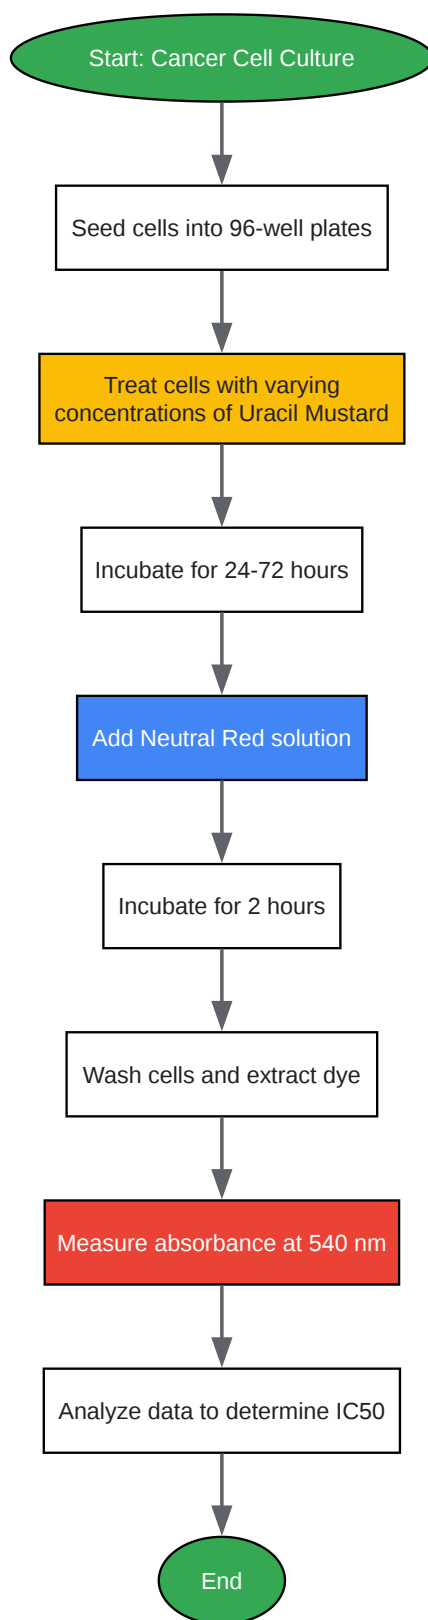 Start: Cancer Cell Culture
Seed cells into 96-well plates
Treat cells with varying
concentrations of Uracil Mustard
Incubate for 24-72 hours
Add Neutral Red solution
Incubate for 2 hours
Wash cells and extract dye
Measure absorbance at 540 nm
Analyze data to determine IC50
End